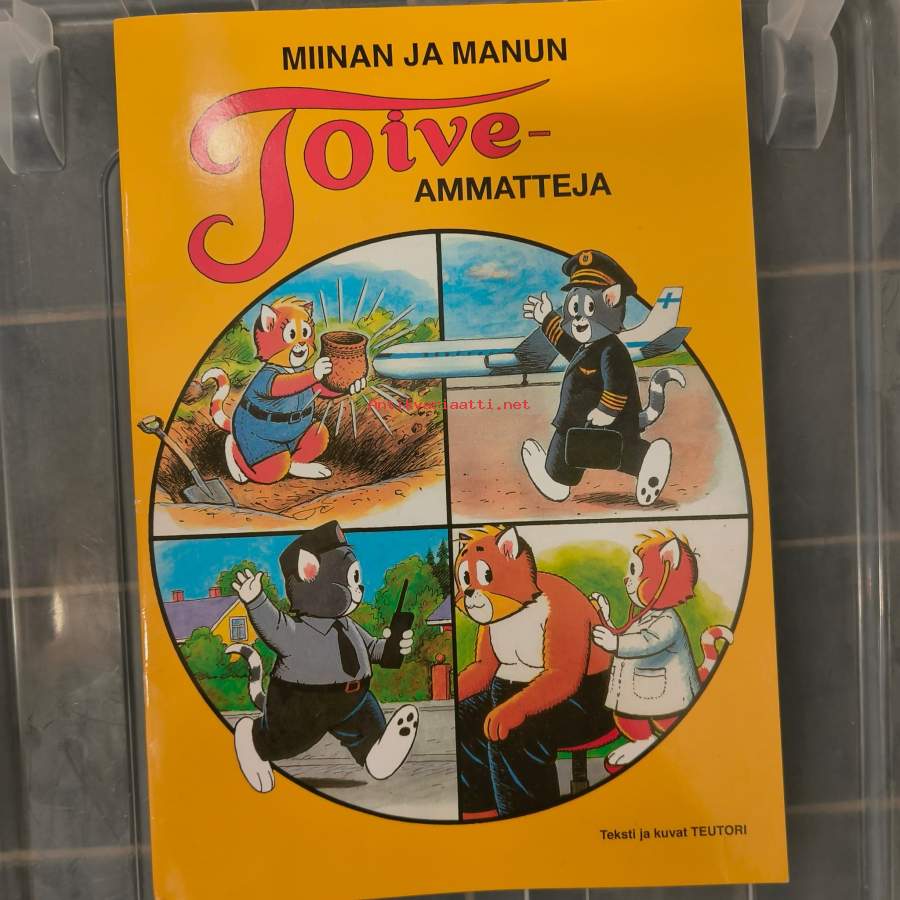 MIINAN JA MANUN
Toive-
AMMATTEJA
Antikvariaatti.net
Teksti ja kuvat TEUTORI